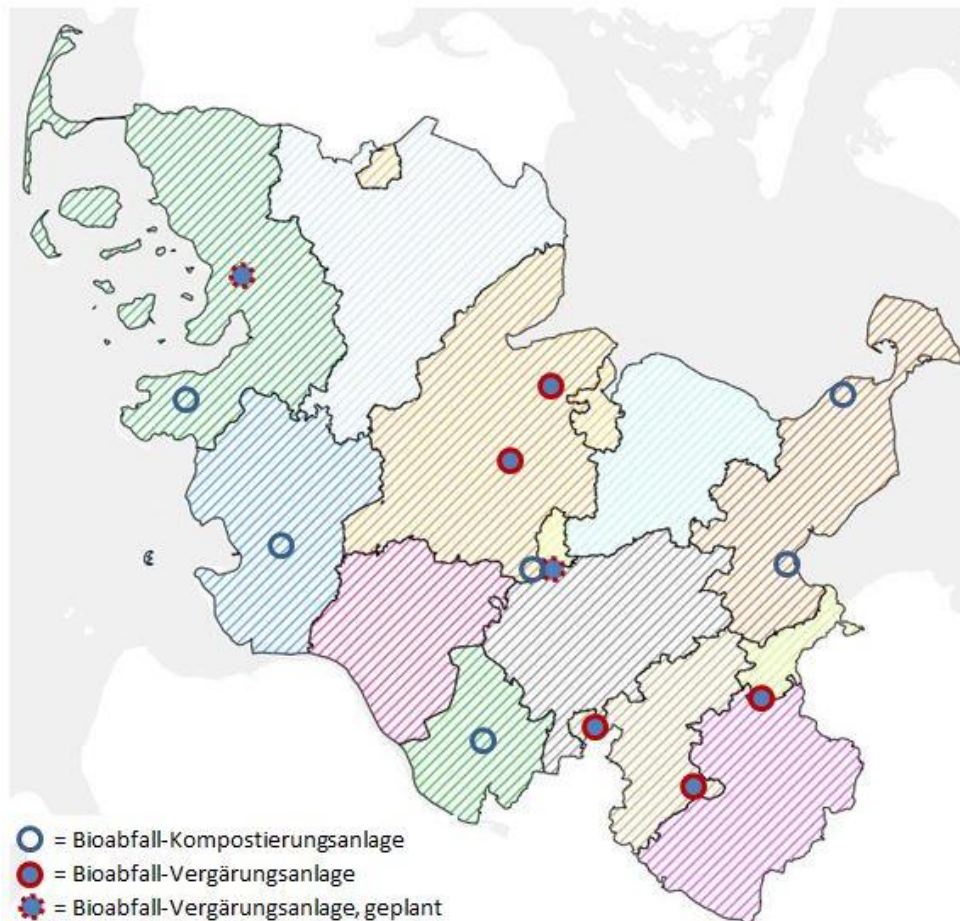 = Bioabfall-Kompostierungsanlage
= Bioabfall-Vergärungsanlage
= Bioabfall-Vergärungsanlage, geplant